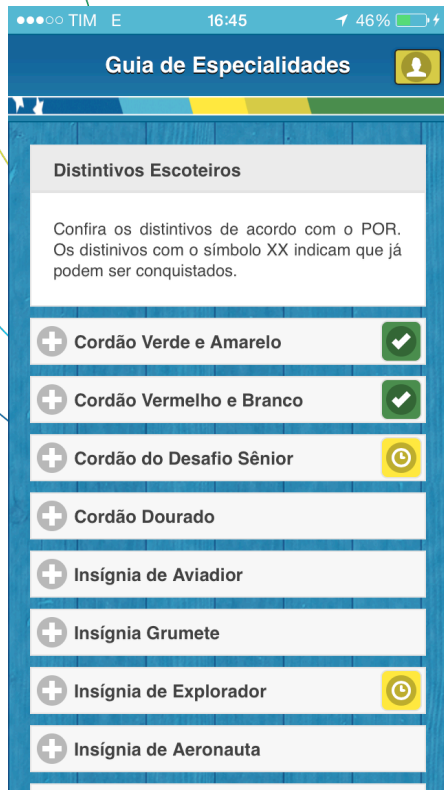 TIM E 16:45 46%
Guia de Especialidades
Distintivos Escoteiros
Confira os distintivos de acordo com o POR.
Os distinivos com o símbolo XX indicam que já
podem ser conquistados.
Cordão Verde e Amarelo
Cordão Vermelho e Branco
Cordão do Desafio Sênior
Cordão Dourado
Insígnia de Aviadior
Insígnia Grumete
Insígnia de Explorador
Insígnia de Aeronauta